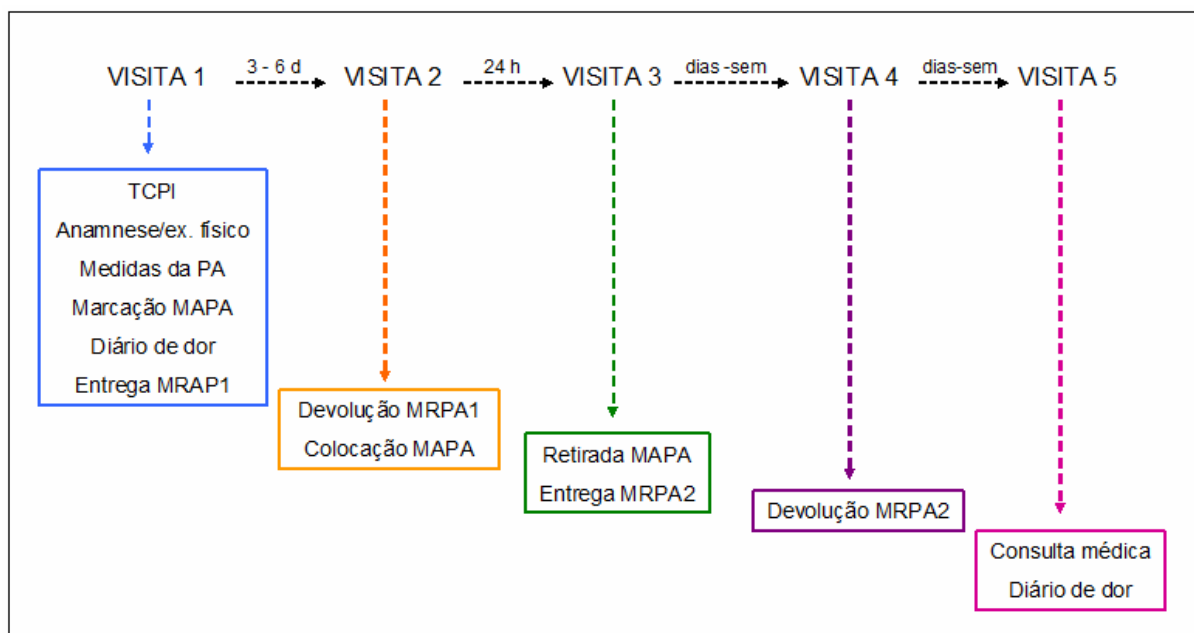 VISITA 1 3 - 6 d VISITA 2 24 h VISITA 3 dias -sem VISITA 4 dias-sem VISITA 5
TCPI
Anamnese/ex. físico
Medidas da PA
Marcação MAPA
Diário de dor
Entrega MRAP1
Devolução MRPA1
Colocação MAPA
Retirada MAPA
Entrega MRPA2
Devolução MRPA2
Consulta médica
Diário de dor